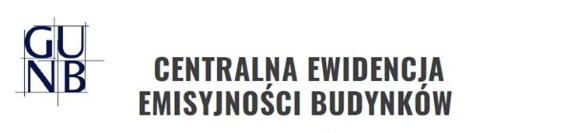 GU
NB
CENTRALNA EWIDENCJA
EMISYJNOŚCI BUDYNKÓW